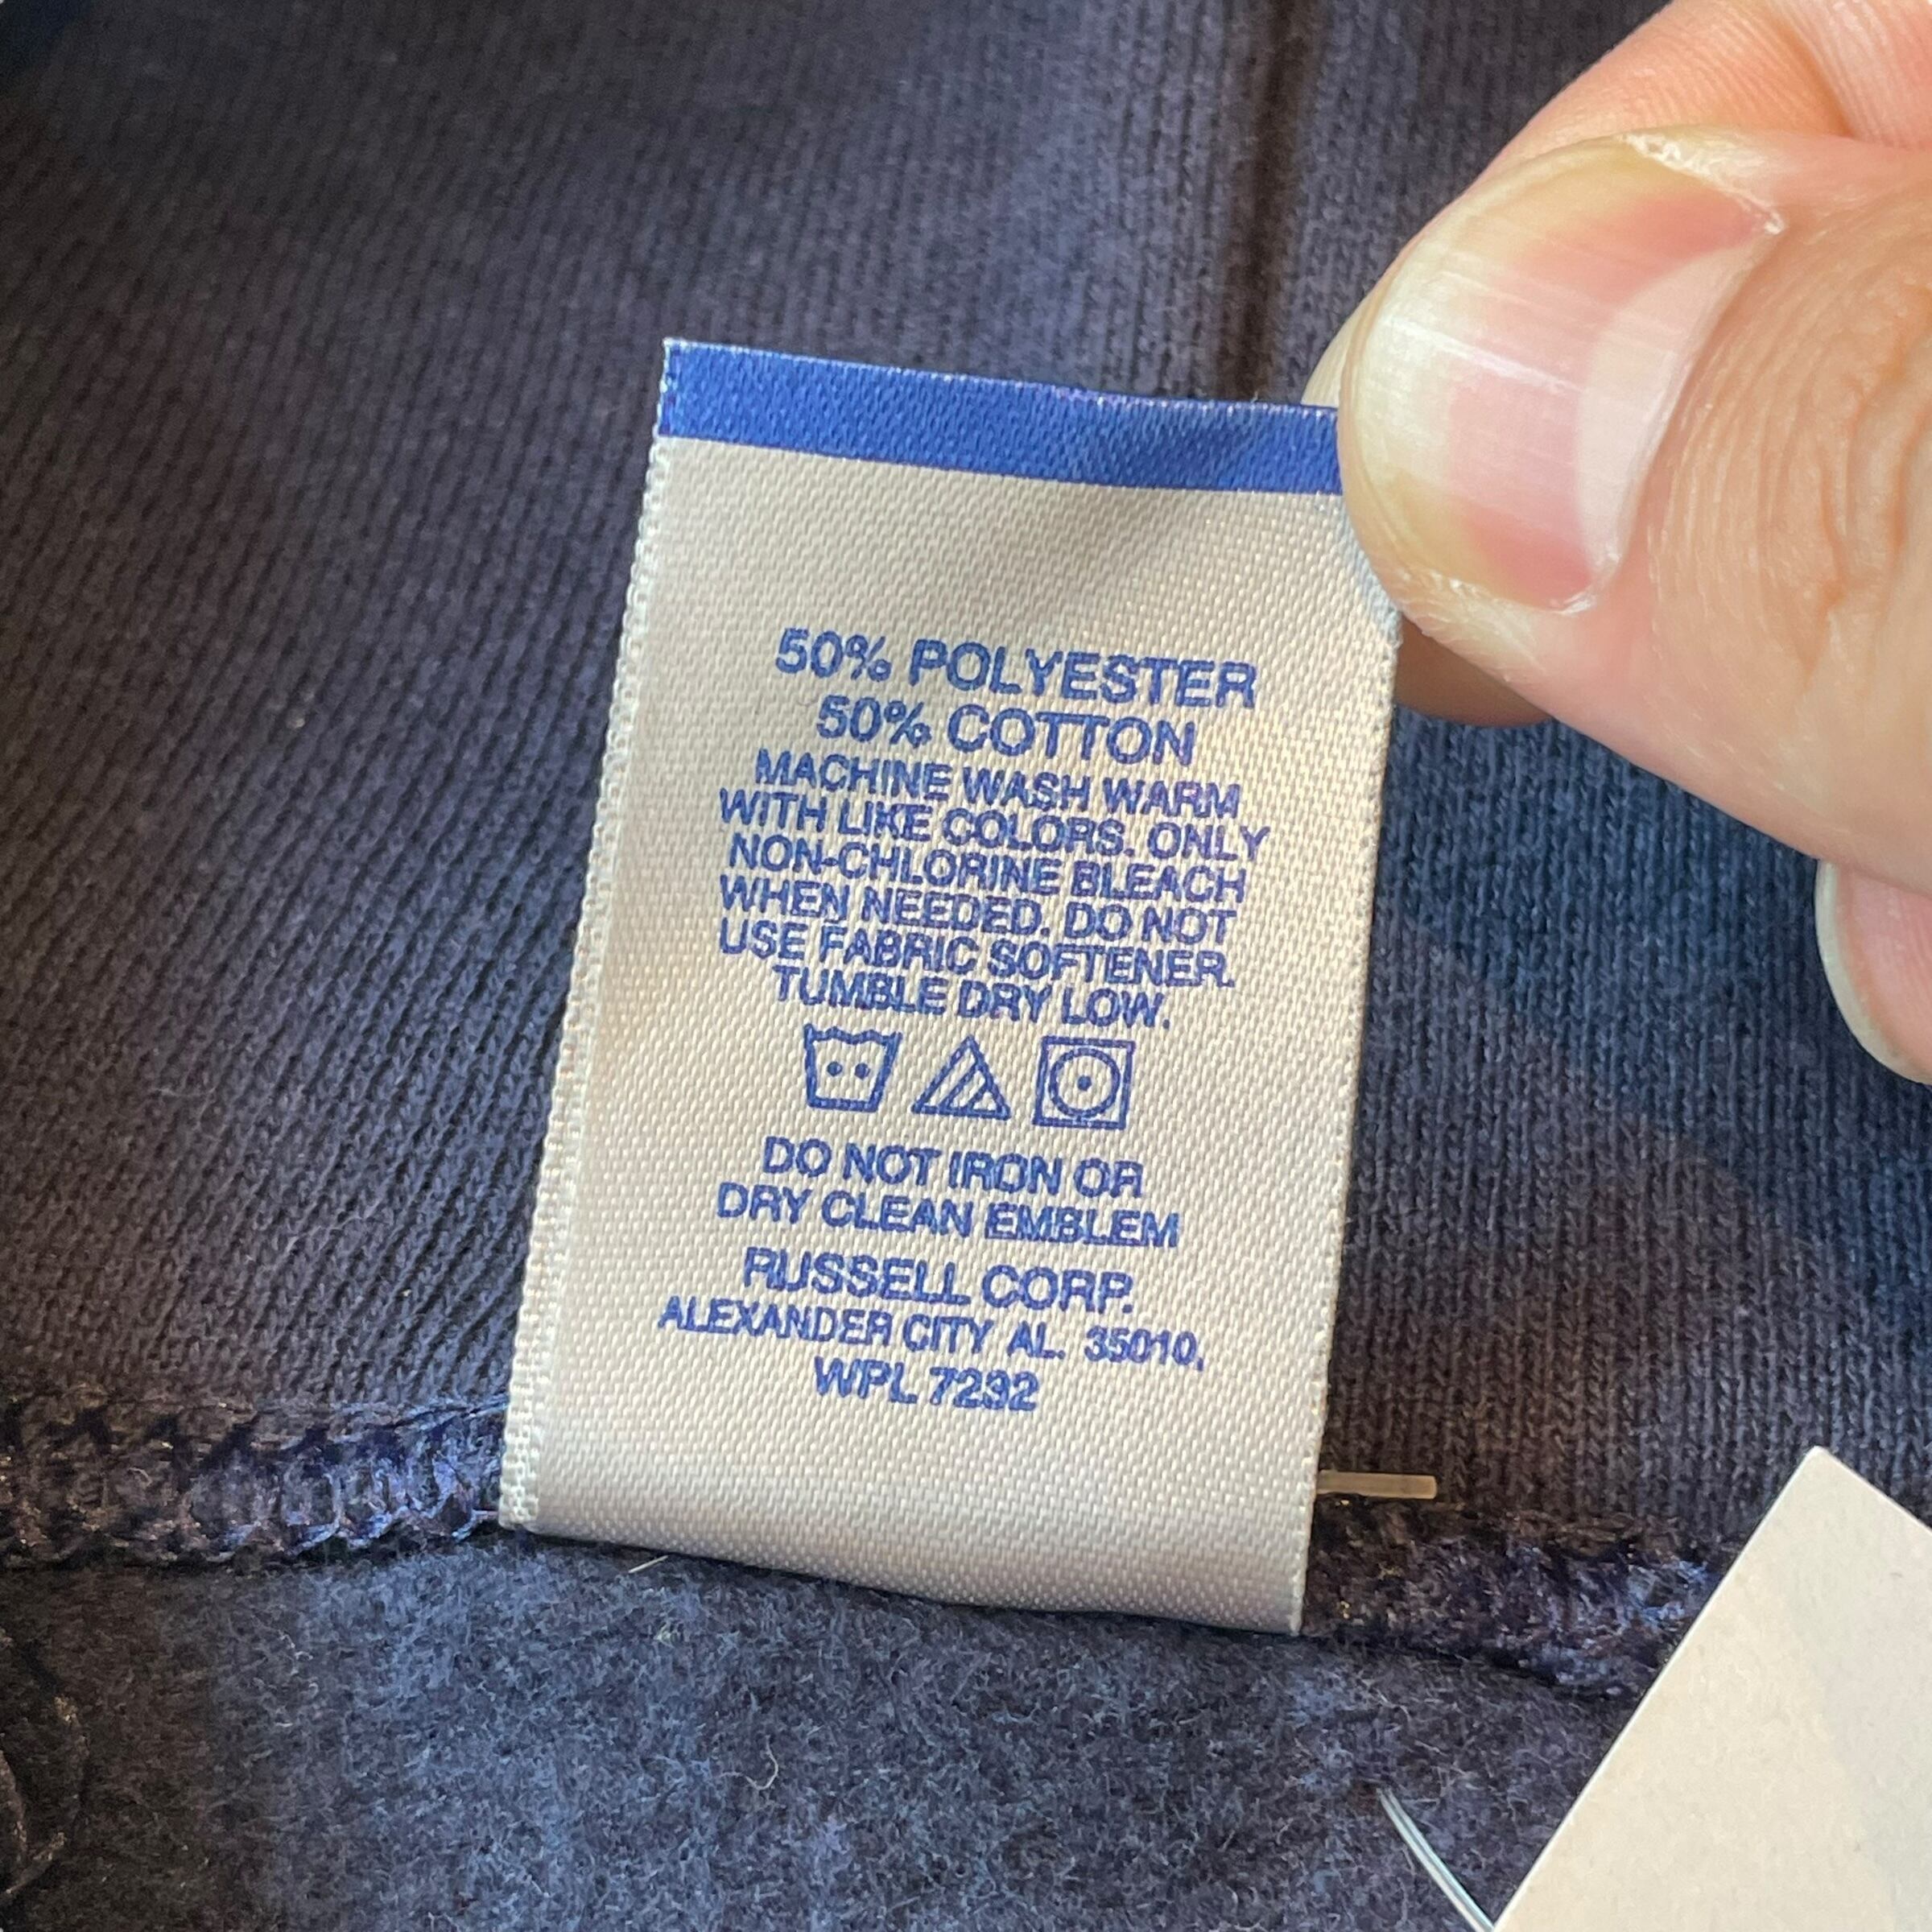 50% POLYESTER
50% COTTON
MACHINE WASH WARM
WITH LIKE COLORS. ONLY
NON-CHLORINE BLEACH
WHEN NEEDED. DO NOT
USE FABRIC SOFTENER.
TUMBLE DRY LOW.
DO NOT IRON OR
DRY CLEAN EMBLEM
RUSSELL CORP.
ALEXANDER CITY AL. 35010,
WPL 7292